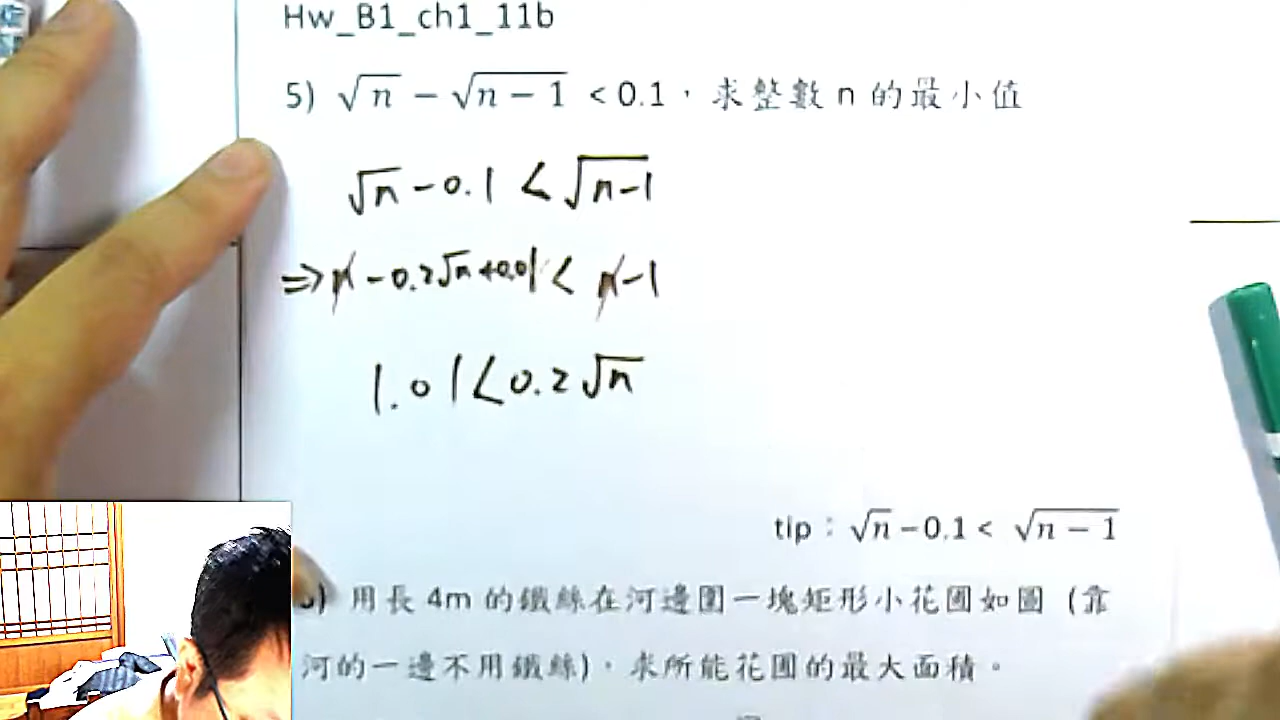 Hw_B1_ch1_11b
5) √n − √(n − 1) < 0.1，求整數 n 的最小值
√n − 0.1 < √(n−1)
⇒ n − 0.2√n + 0.01 < n − 1
1.01 < 0.2√n
tip：√n − 0.1 < √(n − 1)
) 用長 4m 的鐵絲在河邊圍一塊矩形小花圃如圖 (靠
河的一邊不用鐵絲)，求所能花圃的最大面積。